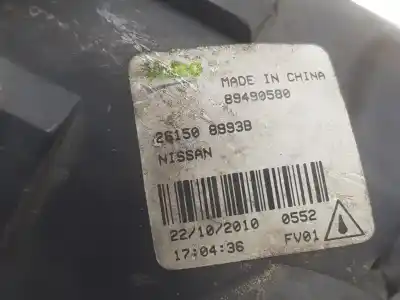 MADE IN CHINA
89490580
26150 8993B
NISSAN
22/10/2010 0552
17:04:36 FV01